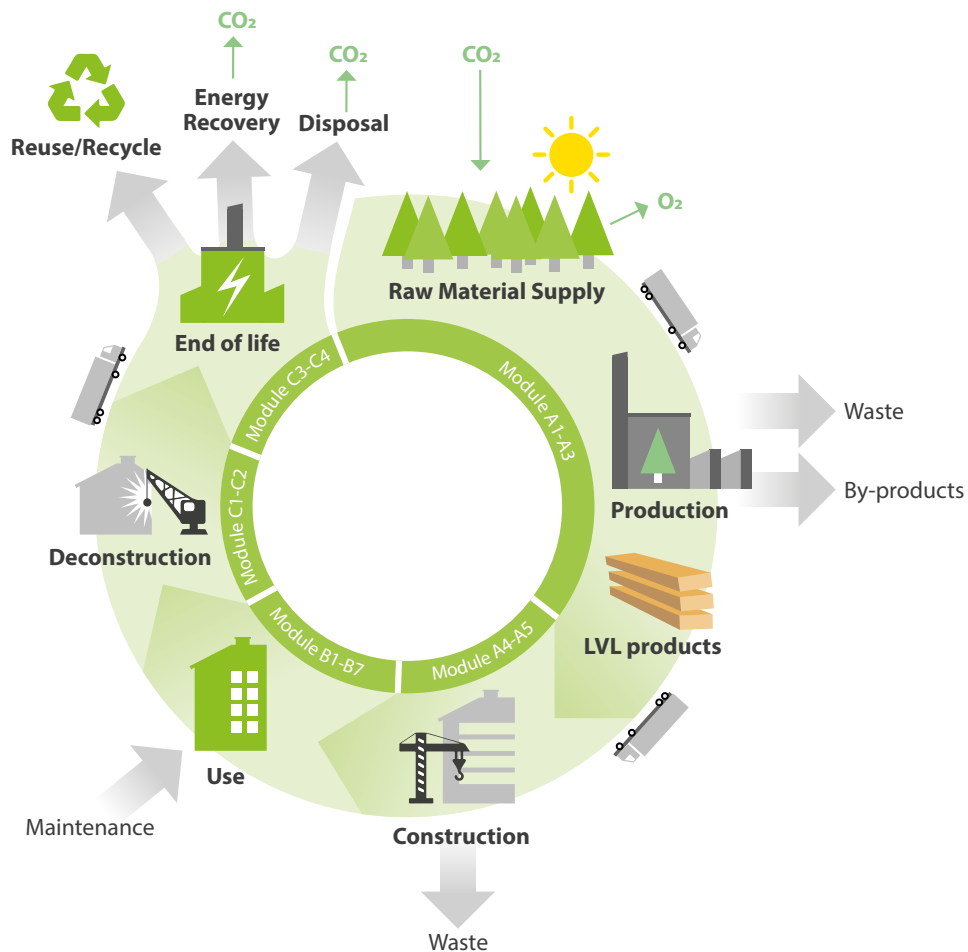 CO₂
CO₂
CO₂
Energy
Recovery
Disposal
Reuse/Recycle
O₂
Raw Material Supply
End of life
Module C3-C4
Module A1-A3
Waste
By-products
Production
Module C1-C2
Deconstruction
LVL products
Module B1-B7
Module A4-A5
Use
Maintenance
Construction
Waste